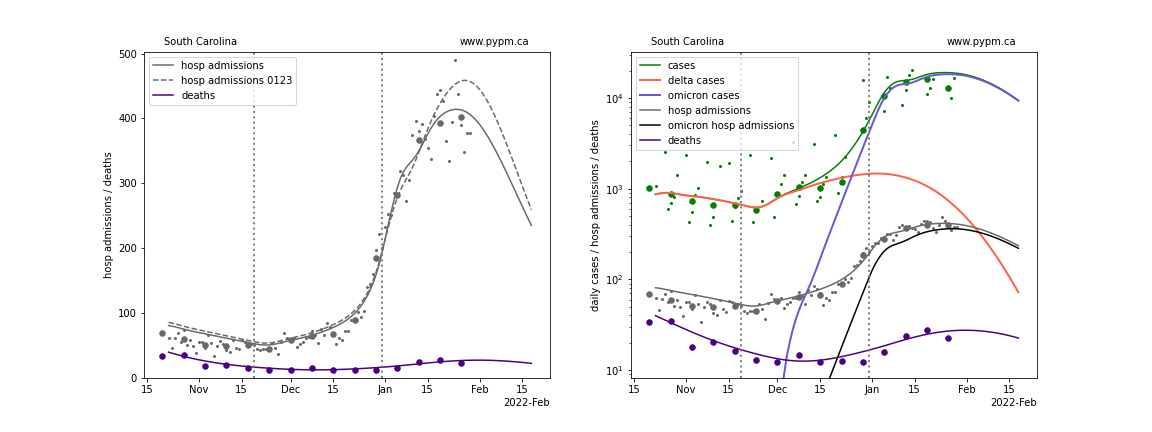 South Carolina
www.pypm.ca
500
400
300
200
100
0
hosp admissions / deaths
hosp admissions
hosp admissions 0123
deaths
15
Nov
15
Dec
15
Jan
15
Feb
15
2022-Feb
South Carolina
www.pypm.ca
10⁴
10³
10²
10¹
daily cases / hosp admissions / deaths
cases
delta cases
omicron cases
hosp admissions
omicron hosp admissions
deaths
15
Nov
15
Dec
15
Jan
15
Feb
15
2022-Feb